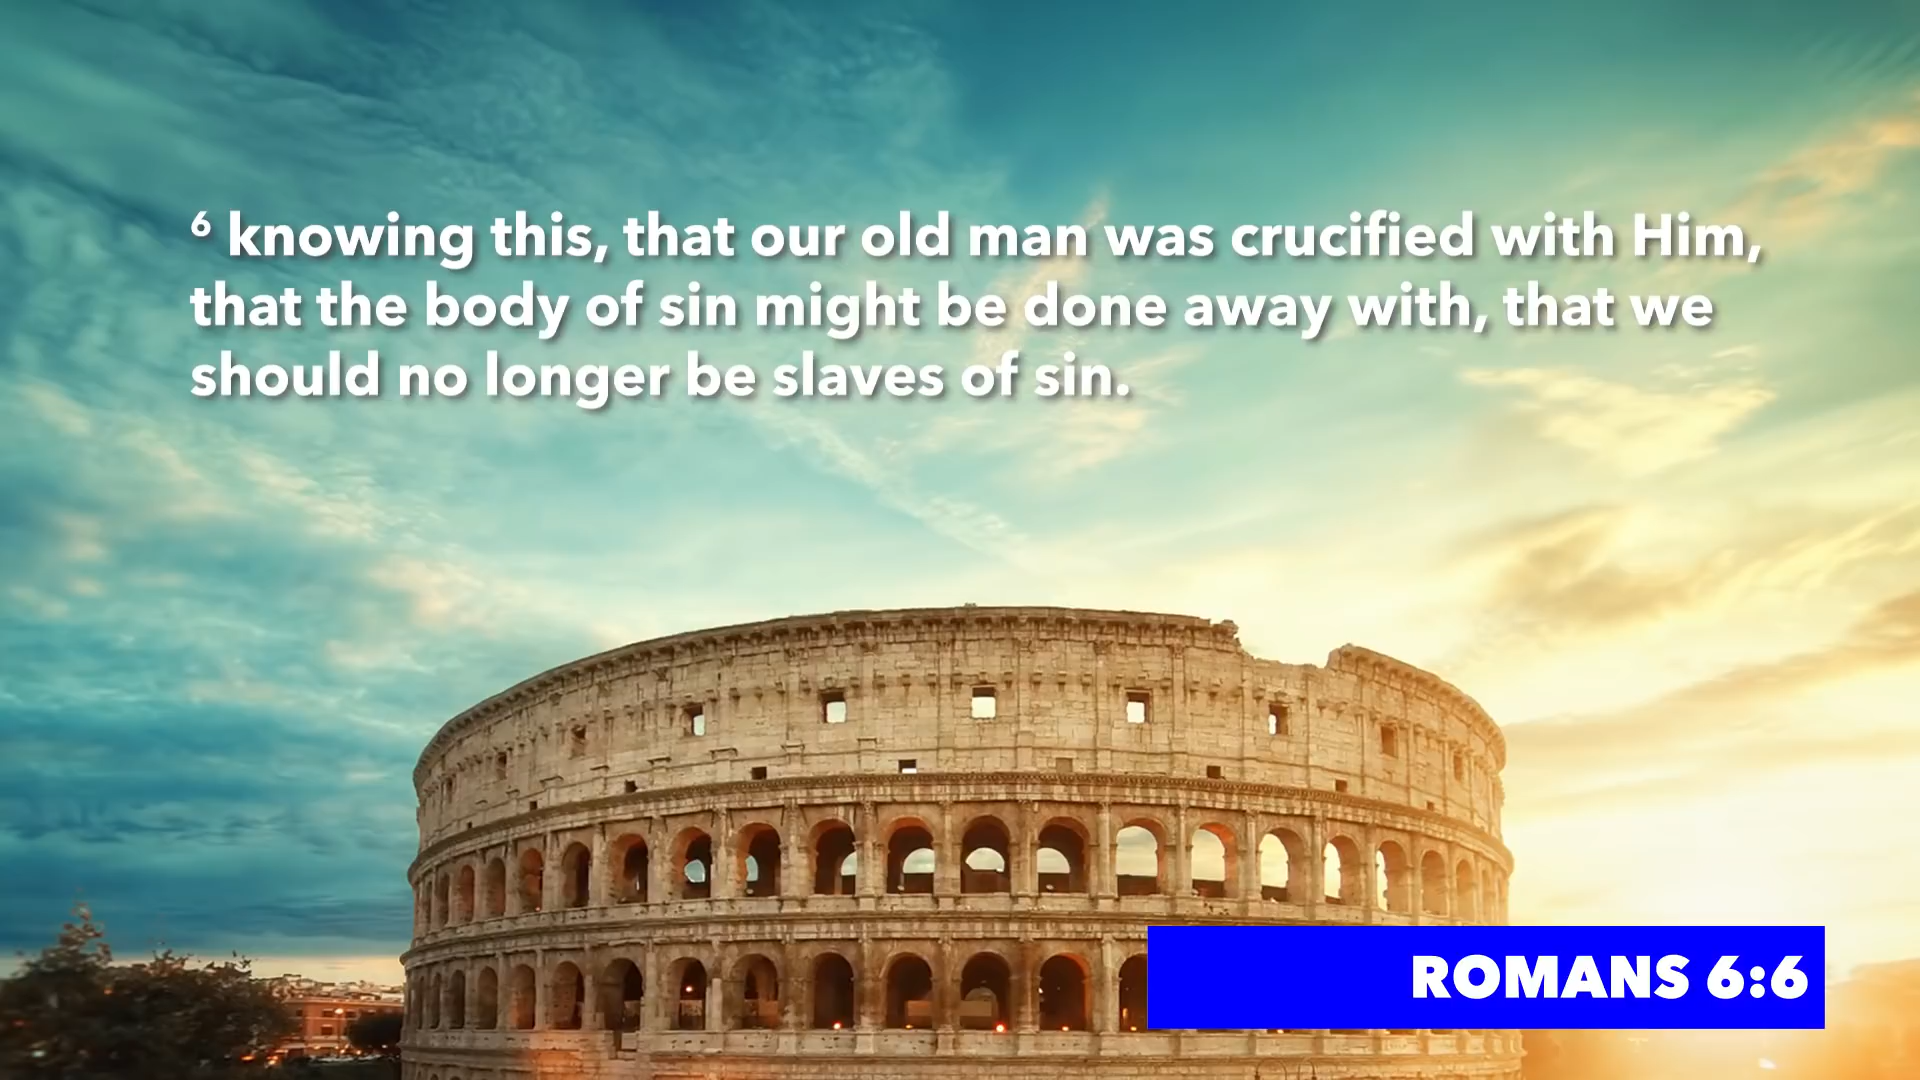 ⁶ knowing this, that our old man was crucified with Him,
that the body of sin might be done away with, that we
should no longer be slaves of sin.
ROMANS 6:6